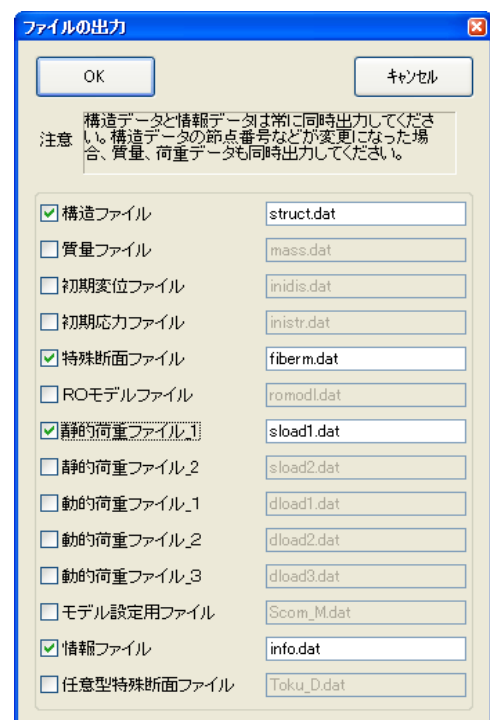 ファイルの出力
OK キャンセル
注意 構造データと情報データは常に同時出力してくださ
い。構造データの節点番号などが変更になった場
合、質量、荷重データも同時出力してください。
構造ファイル struct.dat
質量ファイル mass.dat
初期変位ファイル inidis.dat
初期応力ファイル inistr.dat
特殊断面ファイル fiberm.dat
ROモデルファイル romodl.dat
静的荷重ファイル_1 sload1.dat
静的荷重ファイル_2 sload2.dat
動的荷重ファイル_1 dload1.dat
動的荷重ファイル_2 dload2.dat
動的荷重ファイル_3 dload3.dat
モデル設定用ファイル Scom_M.dat
情報ファイル info.dat
任意型特殊断面ファイル Toku_D.dat